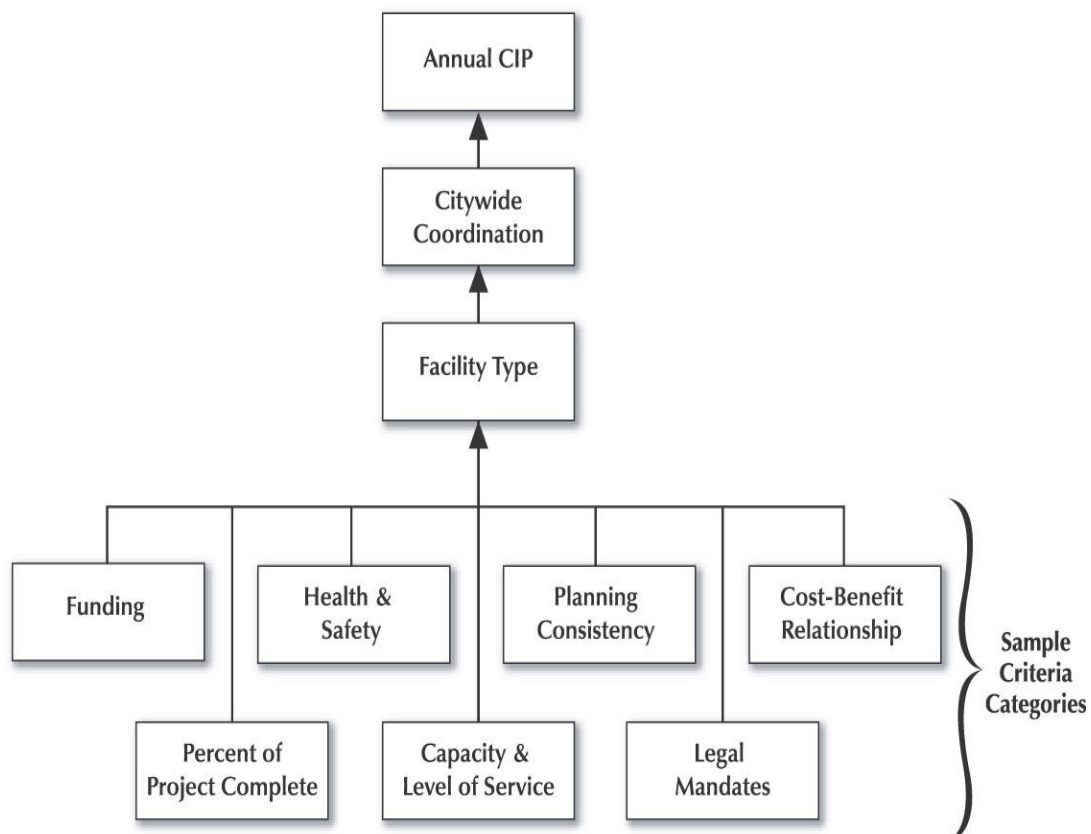 Annual CIP
Citywide
Coordination
Facility Type
Funding
Health &
Safety
Planning
Consistency
Cost-Benefit
Relationship
Percent of
Project Complete
Capacity &
Level of Service
Legal
Mandates
Sample
Criteria
Categories